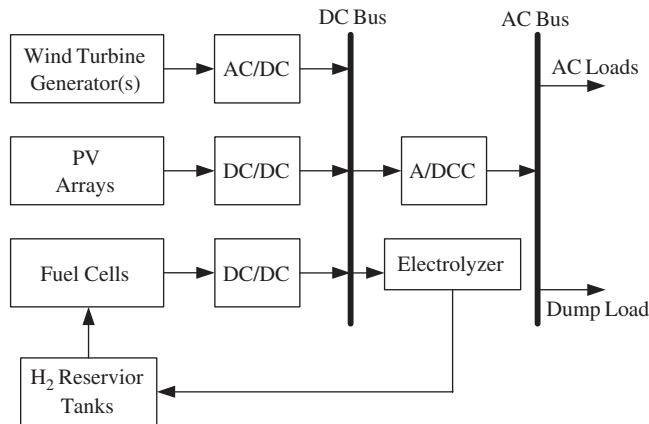 DC Bus
AC Bus
Wind Turbine
Generator(s)
AC/DC
AC Loads
PV
Arrays
DC/DC
A/DCC
Fuel Cells
DC/DC
Electrolyzer
Dump Load
H₂ Reservior
Tanks